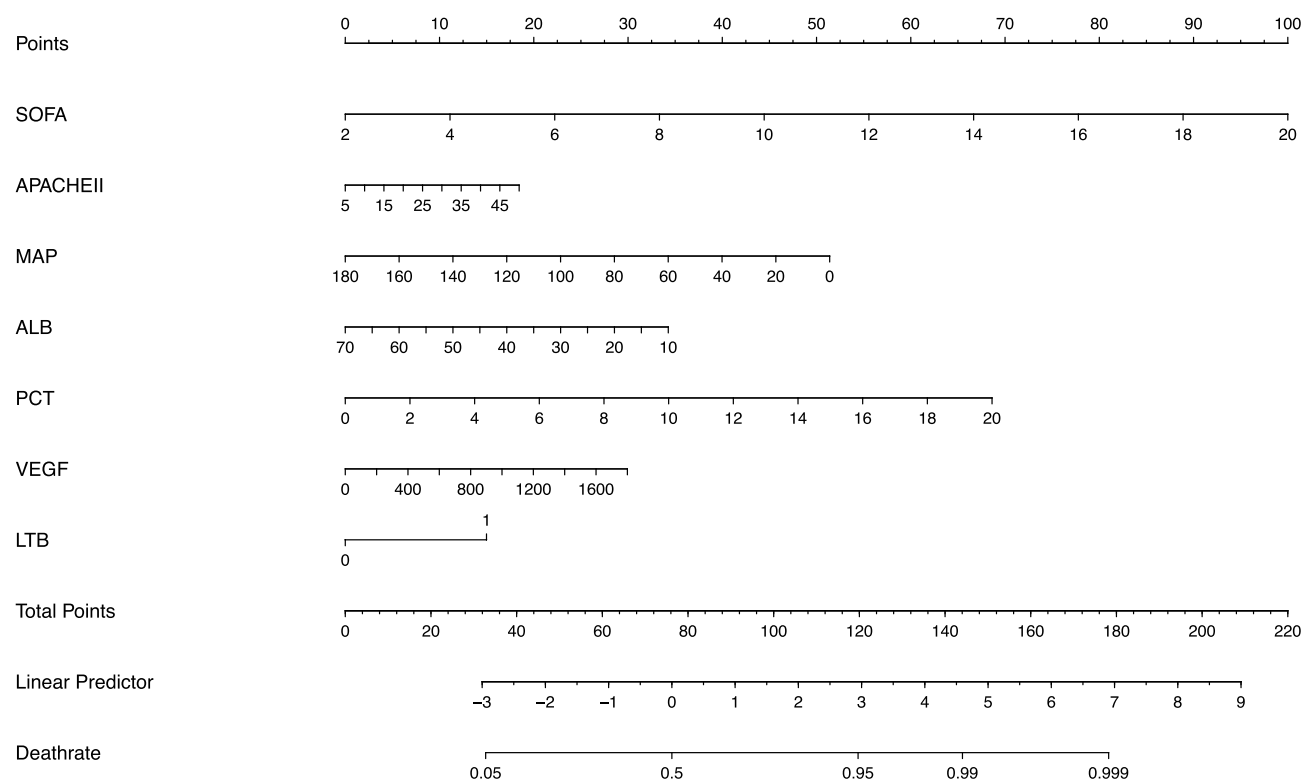 0 10 20 30 40 50 60 70 80 90 100
Points
SOFA
2 4 6 8 10 12 14 16 18 20
APACHEII
5 15 25 35 45
MAP
180 160 140 120 100 80 60 40 20 0
ALB
70 60 50 40 30 20 10
PCT
0 2 4 6 8 10 12 14 16 18 20
VEGF
0 400 800 1200 1600
1
LTB
0
Total Points
0 20 40 60 80 100 120 140 160 180 200 220
Linear Predictor
−3 −2 −1 0 1 2 3 4 5 6 7 8 9
Deathrate
0.05 0.5 0.95 0.99 0.999